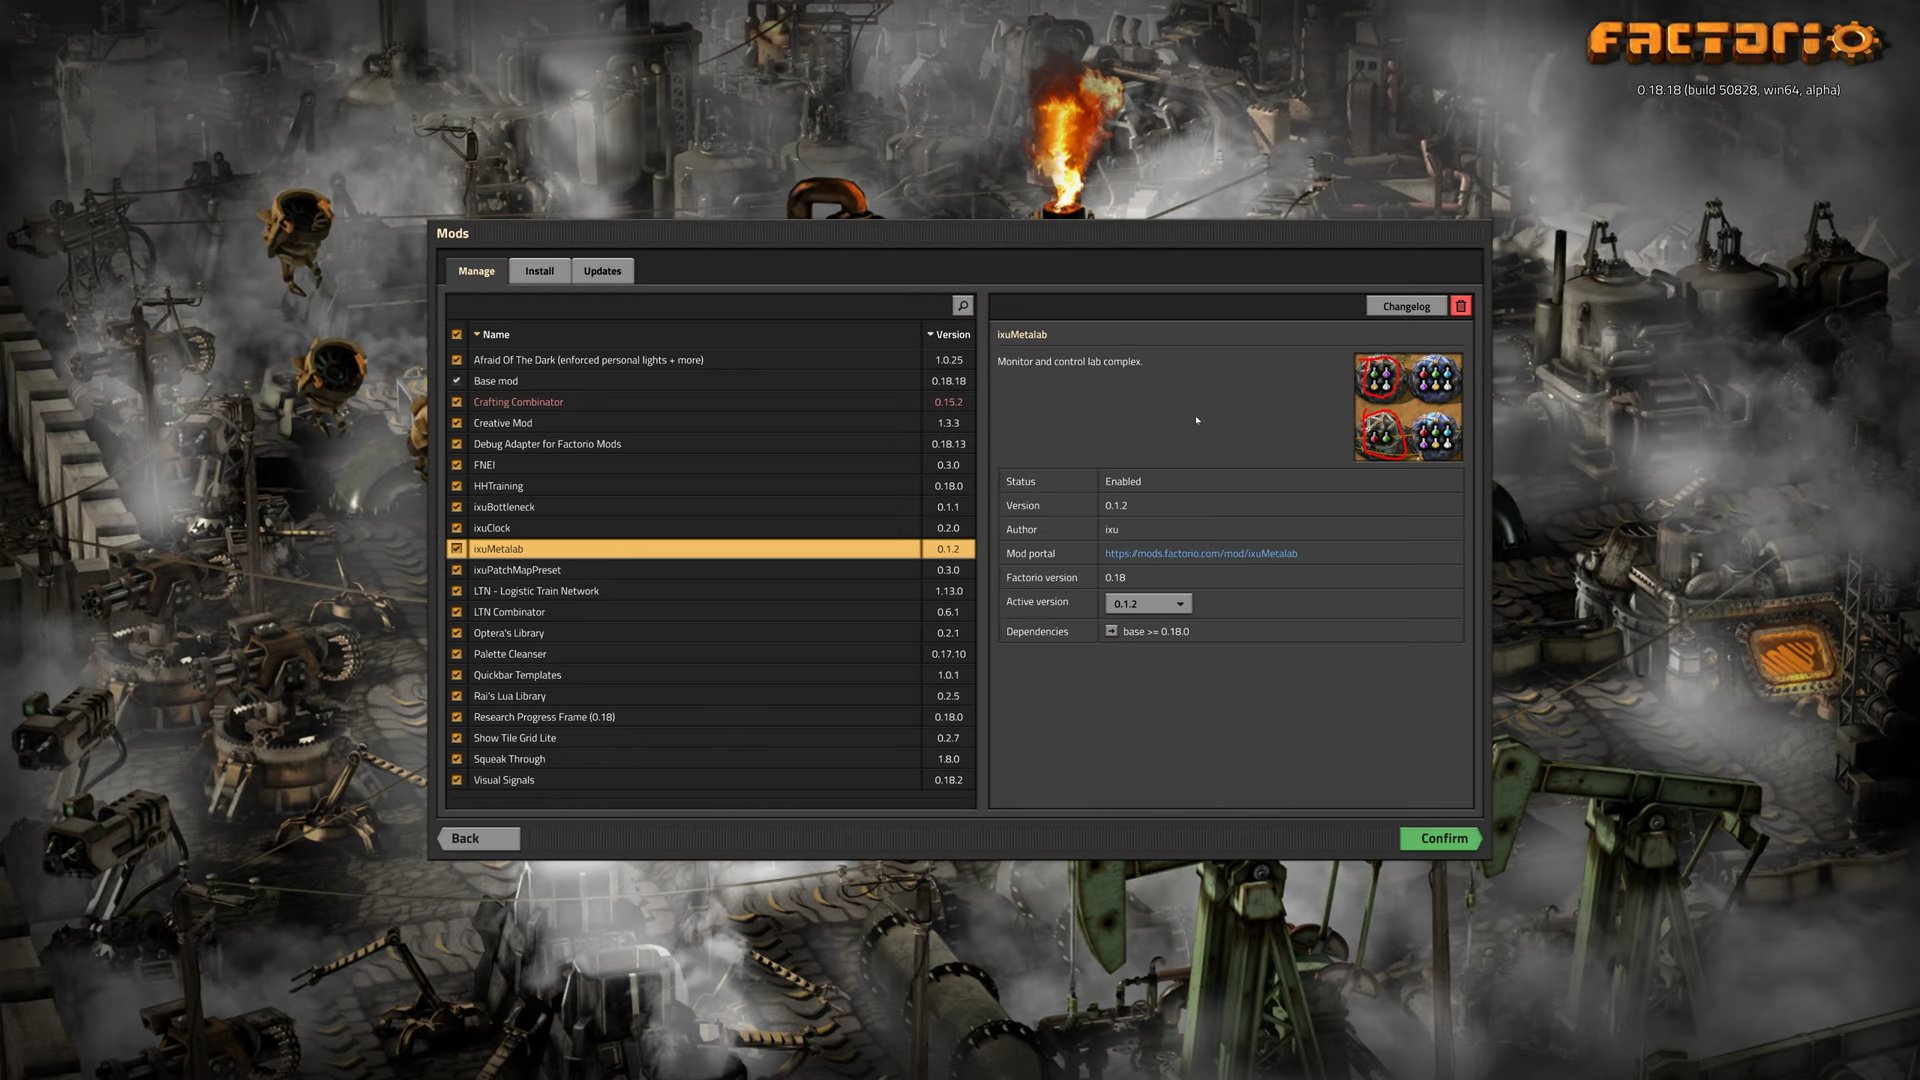 FACTORIO
0.18.18 (build 50828, win64, alpha)
Mods
Manage Install Updates
Changelog
Name Version
Afraid Of The Dark (enforced personal lights + more) 1.0.25
Base mod 0.18.18
Crafting Combinator 0.15.2
Creative Mod 1.3.3
Debug Adapter for Factorio Mods 0.18.13
FNEI 0.3.0
HHTraining 0.18.0
ixuBottleneck 0.1.1
ixuClock 0.2.0
ixuMetalab 0.1.2
ixuPatchMapPreset 0.3.0
LTN - Logistic Train Network 1.13.0
LTN Combinator 0.6.1
Optera's Library 0.2.1
Palette Cleanser 0.17.10
Quickbar Templates 1.0.1
Rai's Lua Library 0.2.5
Research Progress Frame (0.18) 0.18.0
Show Tile Grid Lite 0.2.7
Squeak Through 1.8.0
Visual Signals 0.18.2
ixuMetalab
Monitor and control lab complex.
Status Enabled
Version 0.1.2
Author ixu
Mod portal https://mods.factorio.com/mod/ixuMetalab
Factorio version 0.18
Active version 0.1.2
Dependencies base >= 0.18.0
Back Confirm